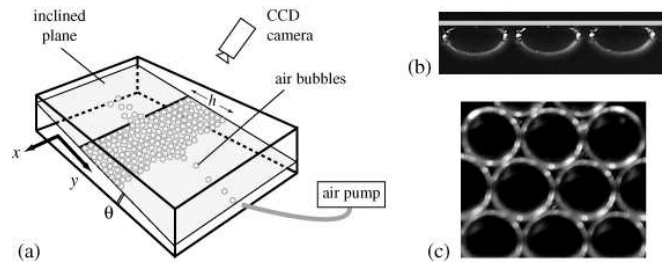 inclined
plane
CCD
camera
air bubbles
h
x
y
θ
air pump
(a)
(b)
(c)